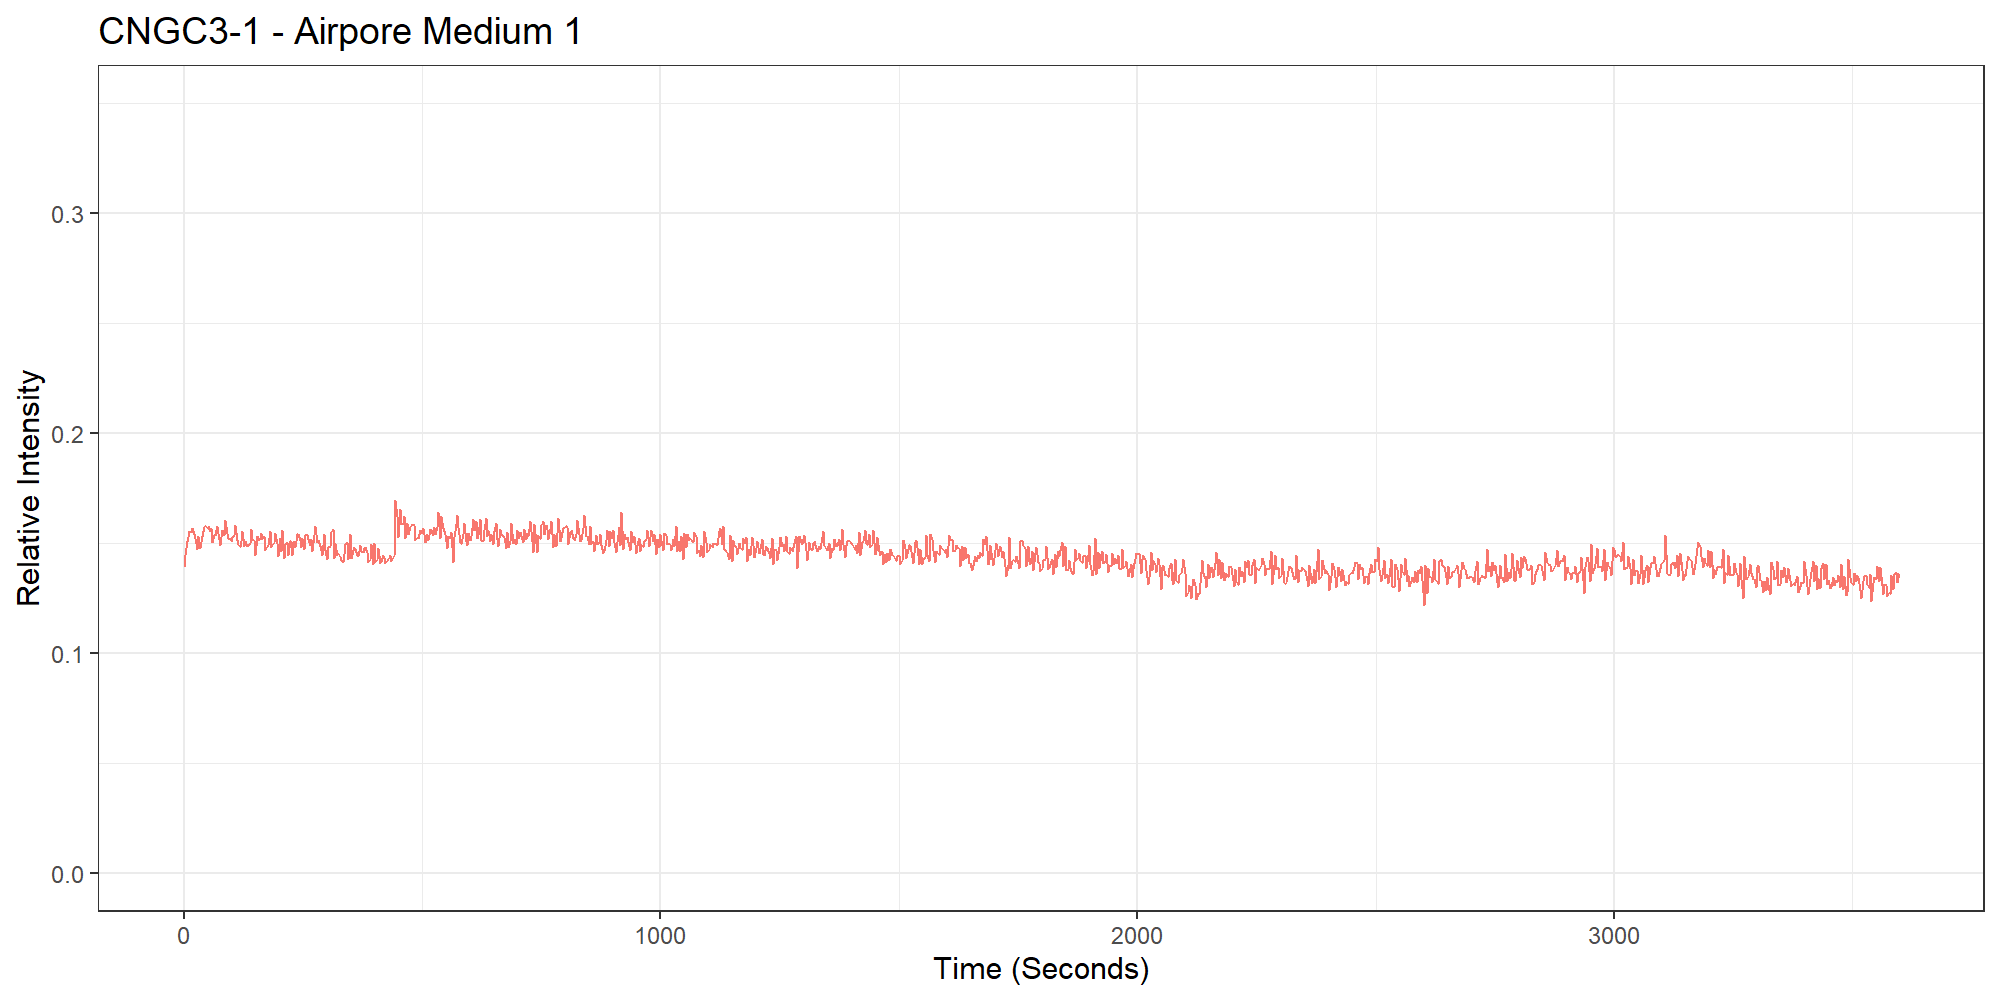 CNGC3-1 - Airpore Medium 1
Relative Intensity
0.3
0.2
0.1
0.0
0 1000 2000 3000
Time (Seconds)